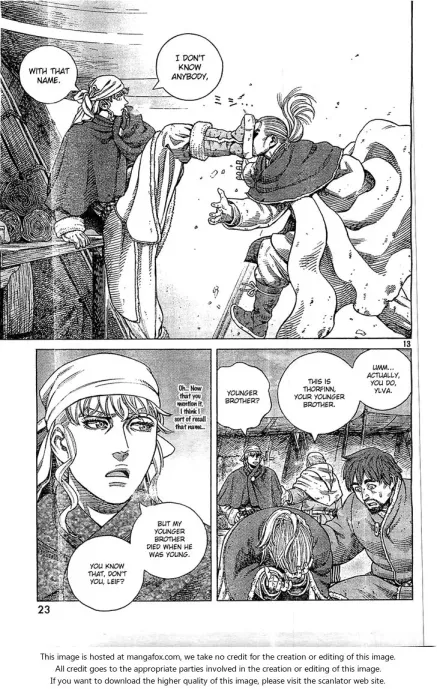 I DON'T
KNOW
ANYBODY,
WITH THAT
NAME.
13
UMM...
ACTUALLY,
YOU DO,
YLVA.
THIS IS
THORFINN,
YOUR YOUNGER
BROTHER.
YOUNGER
BROTHER?
Oh.. Now
that you
mention it,
I think I
sort of recall
that name...
BUT MY
YOUNGER
BROTHER
DIED WHEN HE
WAS YOUNG.
YOU KNOW
THAT, DON'T
YOU, LEIF?
23
This image is hosted at mangafox.com, we take no credit for the creation or editing of this image.
All credit goes to the appropriate parties involved in the creation or editing of this image.
If you want to download the higher quality of this image, please visit the scanlator web site.